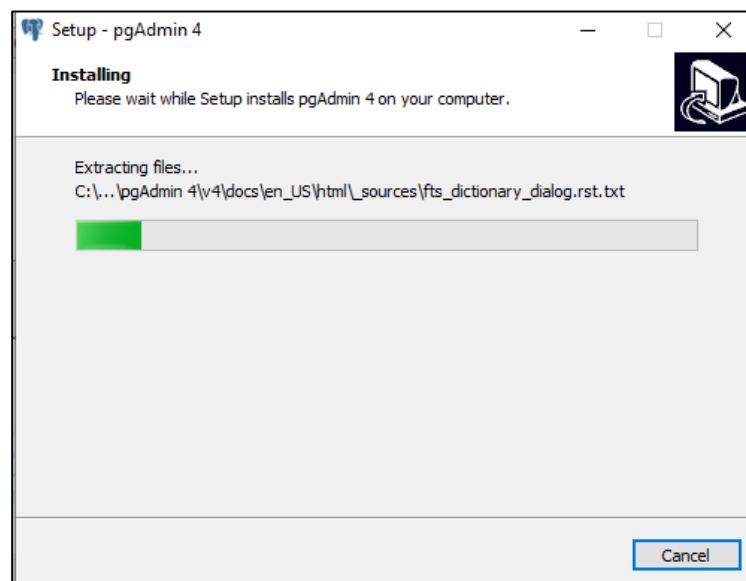 Setup - pgAdmin 4
Installing
Please wait while Setup installs pgAdmin 4 on your computer.
Extracting files...
C:\...\pgAdmin 4\v4\docs\en_US\html\_sources\fts_dictionary_dialog.rst.txt
Cancel